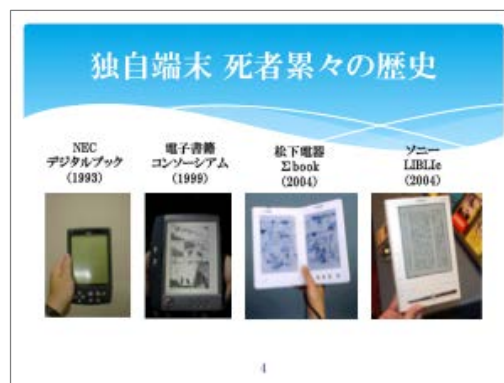 独自端末 死者累々の歴史
NEC
デジタルブック
(1993)
電子書籍
コンソーシアム
(1999)
松下電器
Σbook
(2004)
ソニー
LIBLIe
(2004)
4